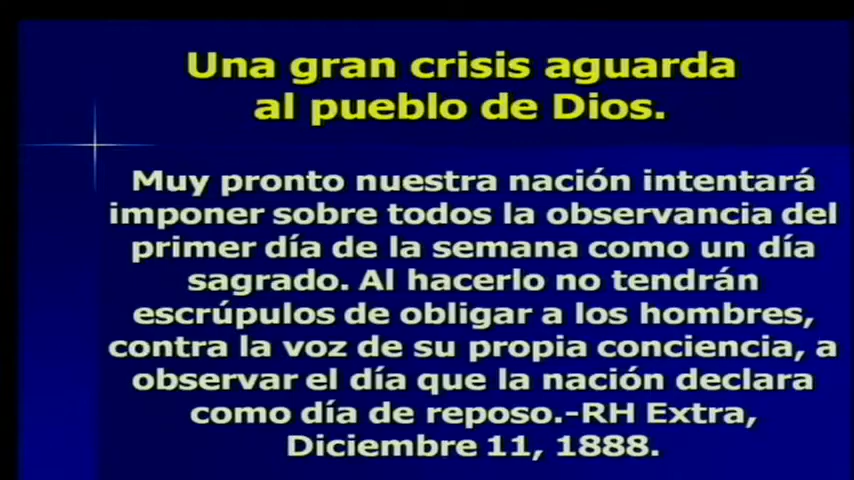 Una gran crisis aguarda
al pueblo de Dios.
Muy pronto nuestra nación intentará
imponer sobre todos la observancia del
primer día de la semana como un día
sagrado. Al hacerlo no tendrán
escrúpulos de obligar a los hombres,
contra la voz de su propia conciencia, a
observar el día que la nación declara
como día de reposo.-RH Extra,
Diciembre 11, 1888.